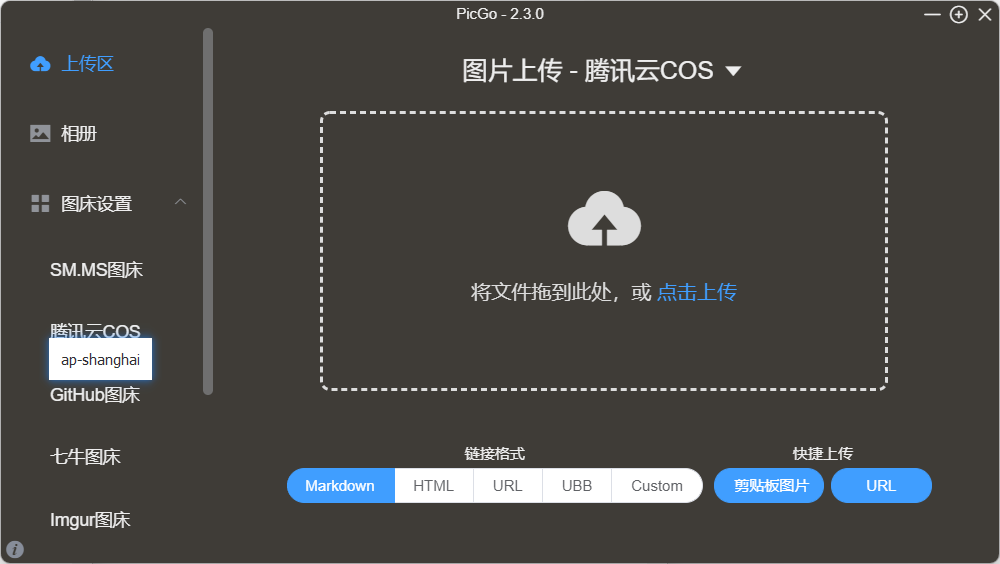 PicGo - 2.3.0
上传区
相册
图床设置
SM.MS图床
腾讯云COS
ap-shanghai
GitHub图床
七牛图床
Imgur图床
图片上传 - 腾讯云COS
将文件拖到此处，或 点击上传
链接格式
Markdown HTML URL UBB Custom
快捷上传
剪贴板图片 URL